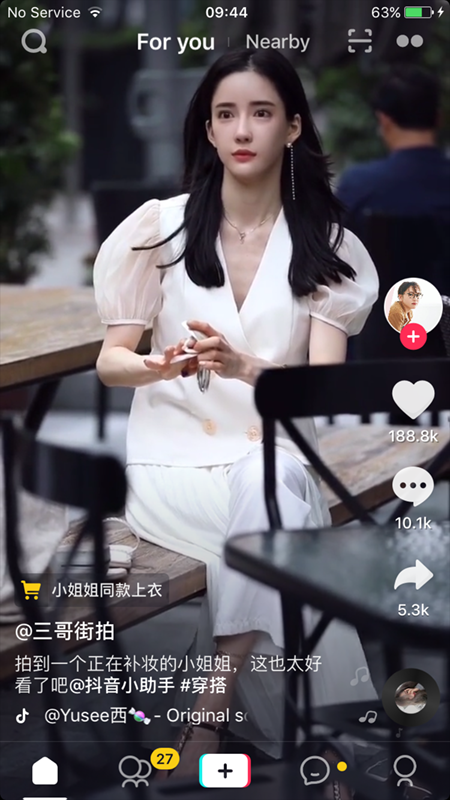 No Service 09:44 63%
For you Nearby
188.8k
10.1k
5.3k
小姐姐同款上衣
@三哥街拍
拍到一个正在补妆的小姐姐，这也太好
看了吧@抖音小助手 #穿搭
@Yusee西🍬- Original s
27